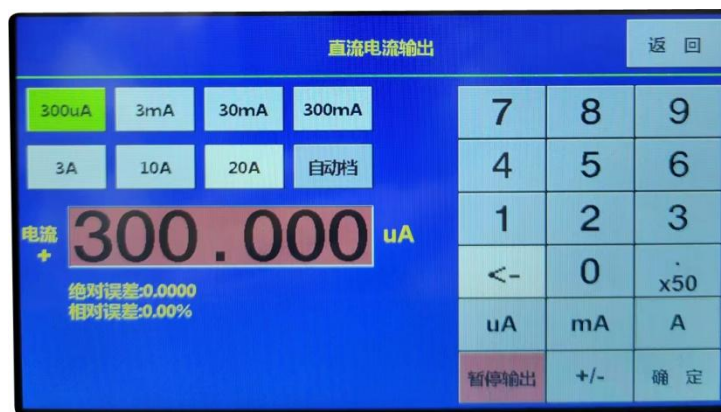 直流电流输出
返 回
300uA 3mA 30mA 300mA
3A 10A 20A 自动档
电流
+
300.000 uA
绝对误差:0.0000
相对误差:0.00%
7 8 9
4 5 6
1 2 3
<- 0 .
x50
uA mA A
暂停输出 +/- 确 定